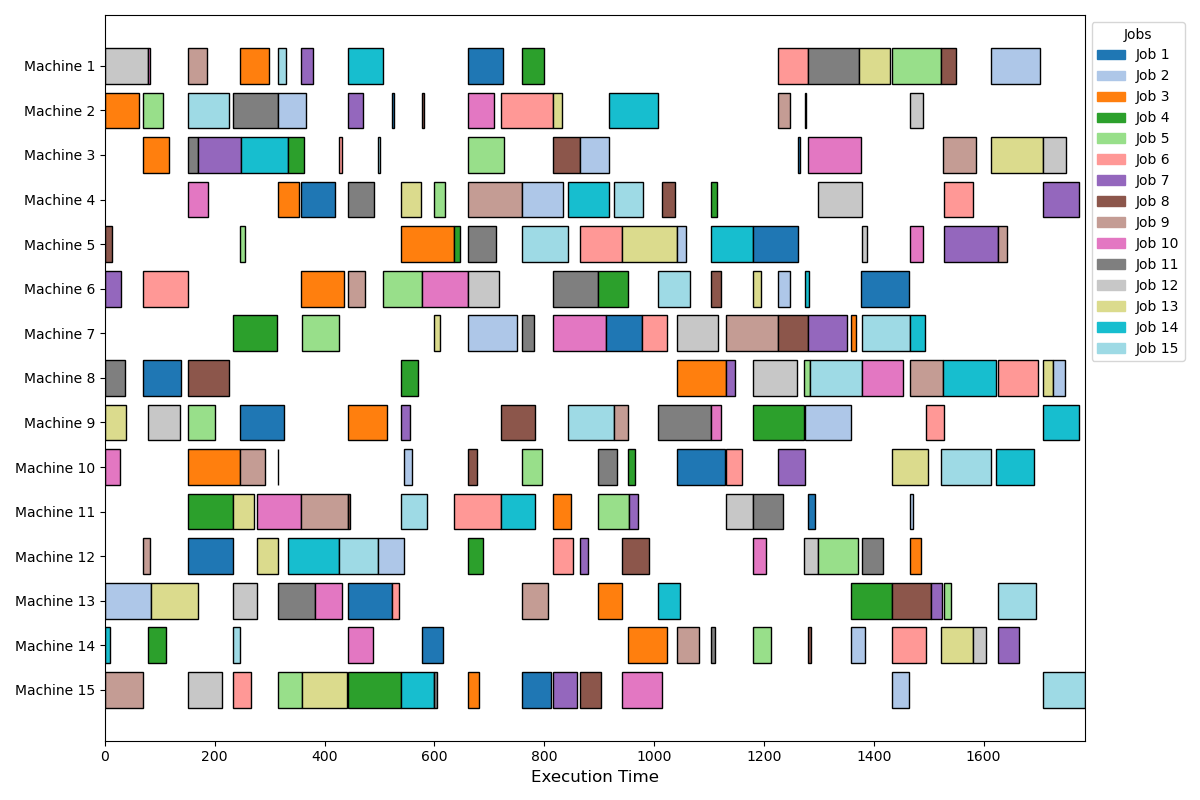 Machine 1
Machine 2
Machine 3
Machine 4
Machine 5
Machine 6
Machine 7
Machine 8
Machine 9
Machine 10
Machine 11
Machine 12
Machine 13
Machine 14
Machine 15
0 200 400 600 800 1000 1200 1400 1600
Execution Time
Jobs
Job 1
Job 2
Job 3
Job 4
Job 5
Job 6
Job 7
Job 8
Job 9
Job 10
Job 11
Job 12
Job 13
Job 14
Job 15